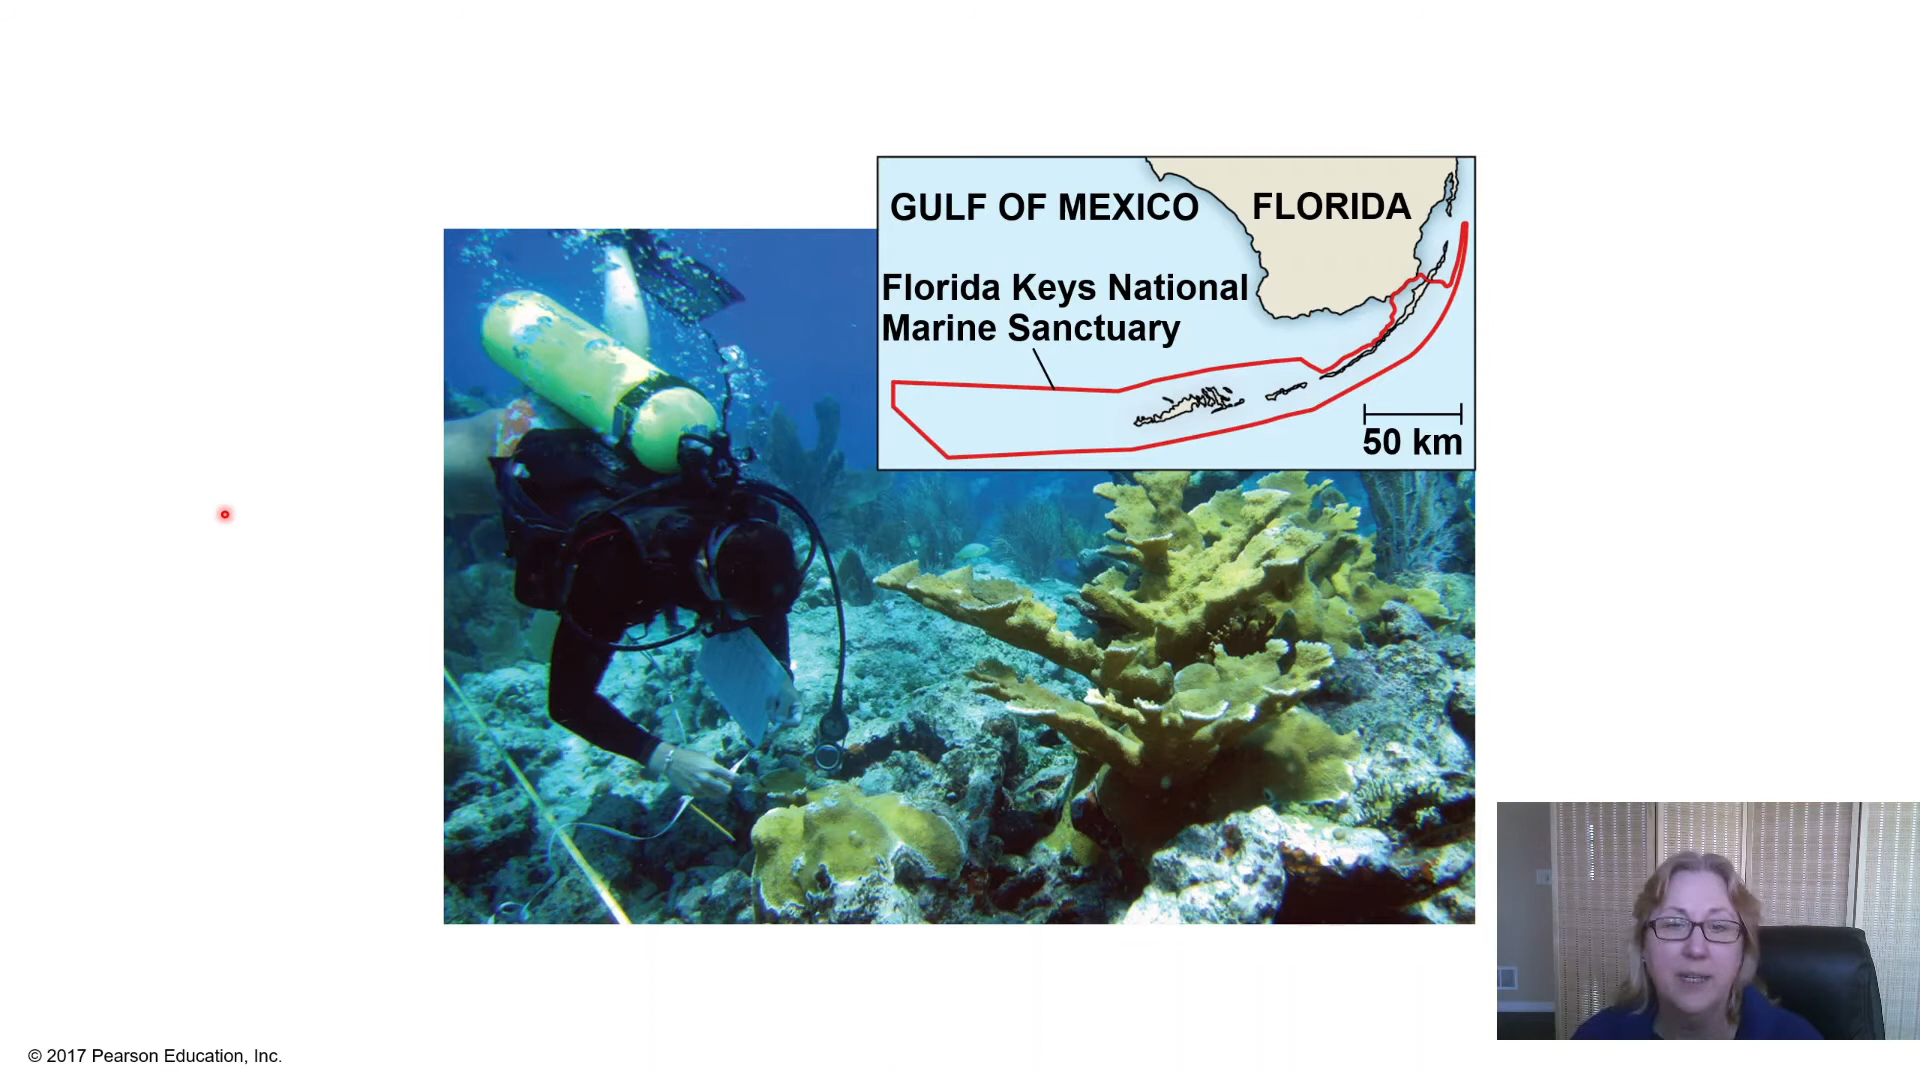 GULF OF MEXICO
FLORIDA
Florida Keys National
Marine Sanctuary
50 km
© 2017 Pearson Education, Inc.